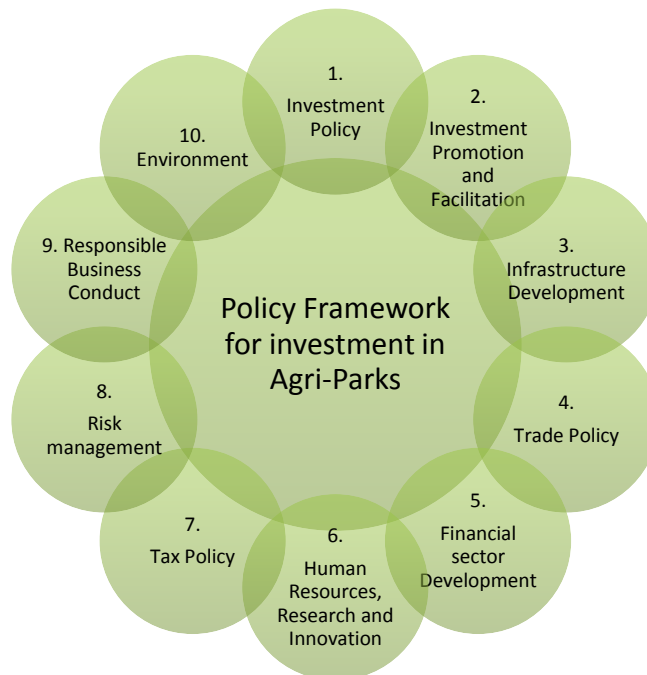 1.
Investment
Policy
2.
Investment
Promotion
and
Facilitation
3.
Infrastructure
Development
4.
Trade Policy
5.
Financial
sector
Development
6.
Human
Resources,
Research and
Innovation
7.
Tax Policy
8.
Risk
management
9. Responsible
Business
Conduct
10.
Environment
Policy Framework
for investment in
Agri-Parks